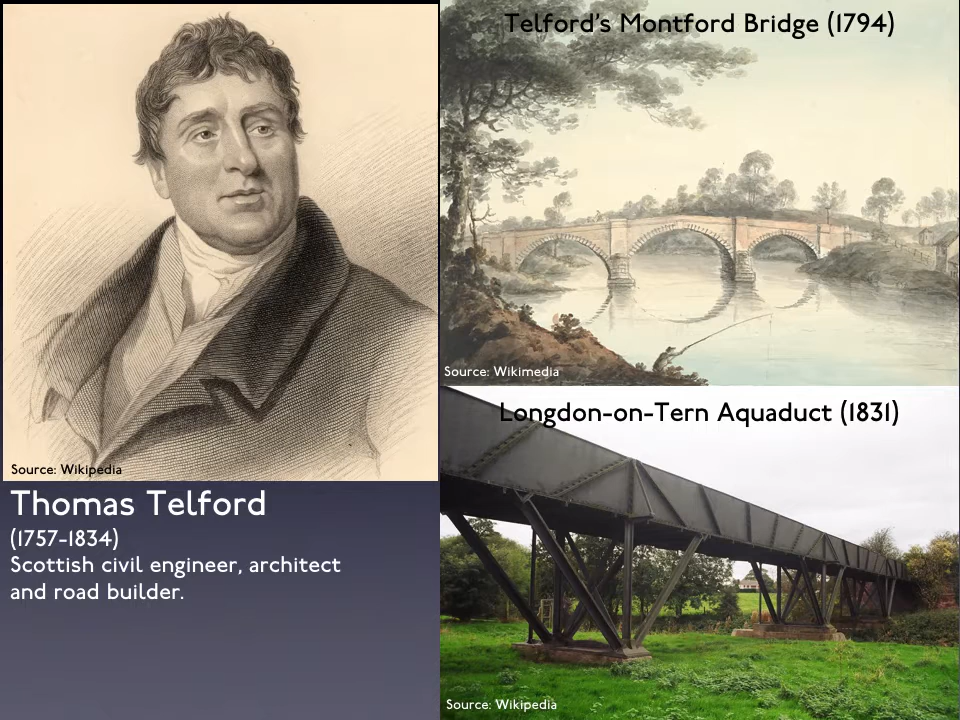 Telford's Montford Bridge (1794)
Source: Wikimedia
Longdon-on-Tern Aquaduct (1831)
Source: Wikipedia
Source: Wikipedia
Thomas Telford
(1757-1834)
Scottish civil engineer, architect
and road builder.